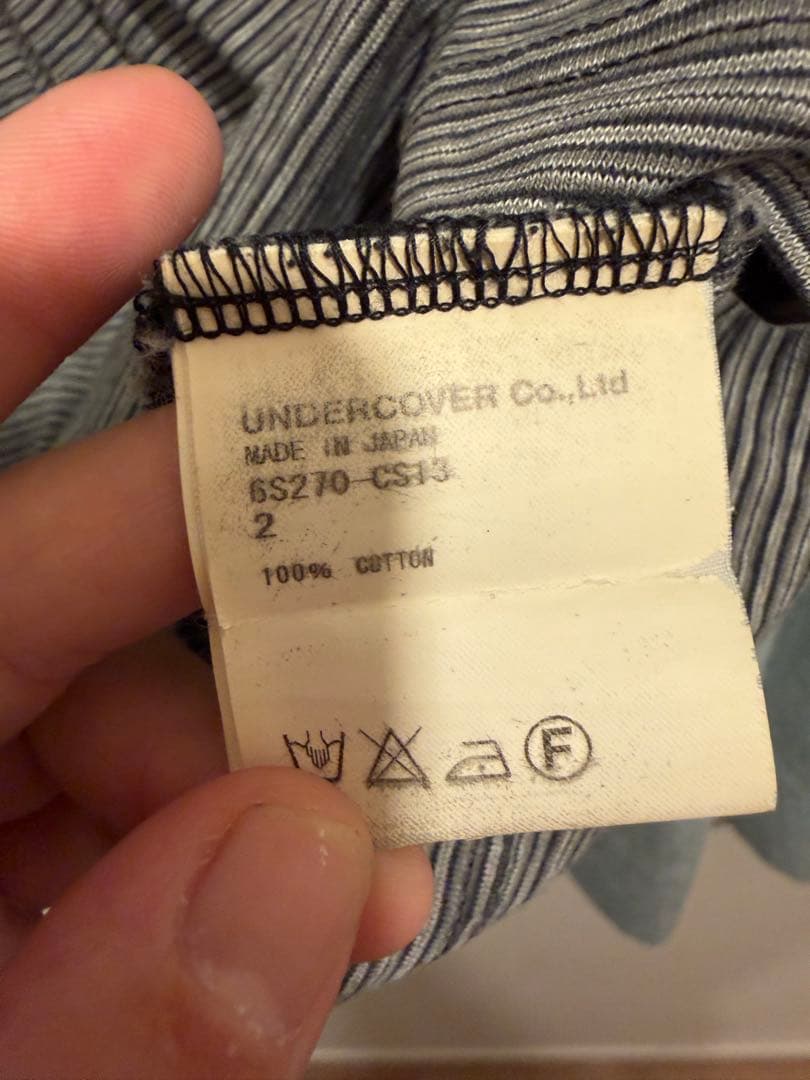 UNDERCOVER Co.,Ltd
MADE IN JAPAN
6S270-CS13
2
100% COTTON
F